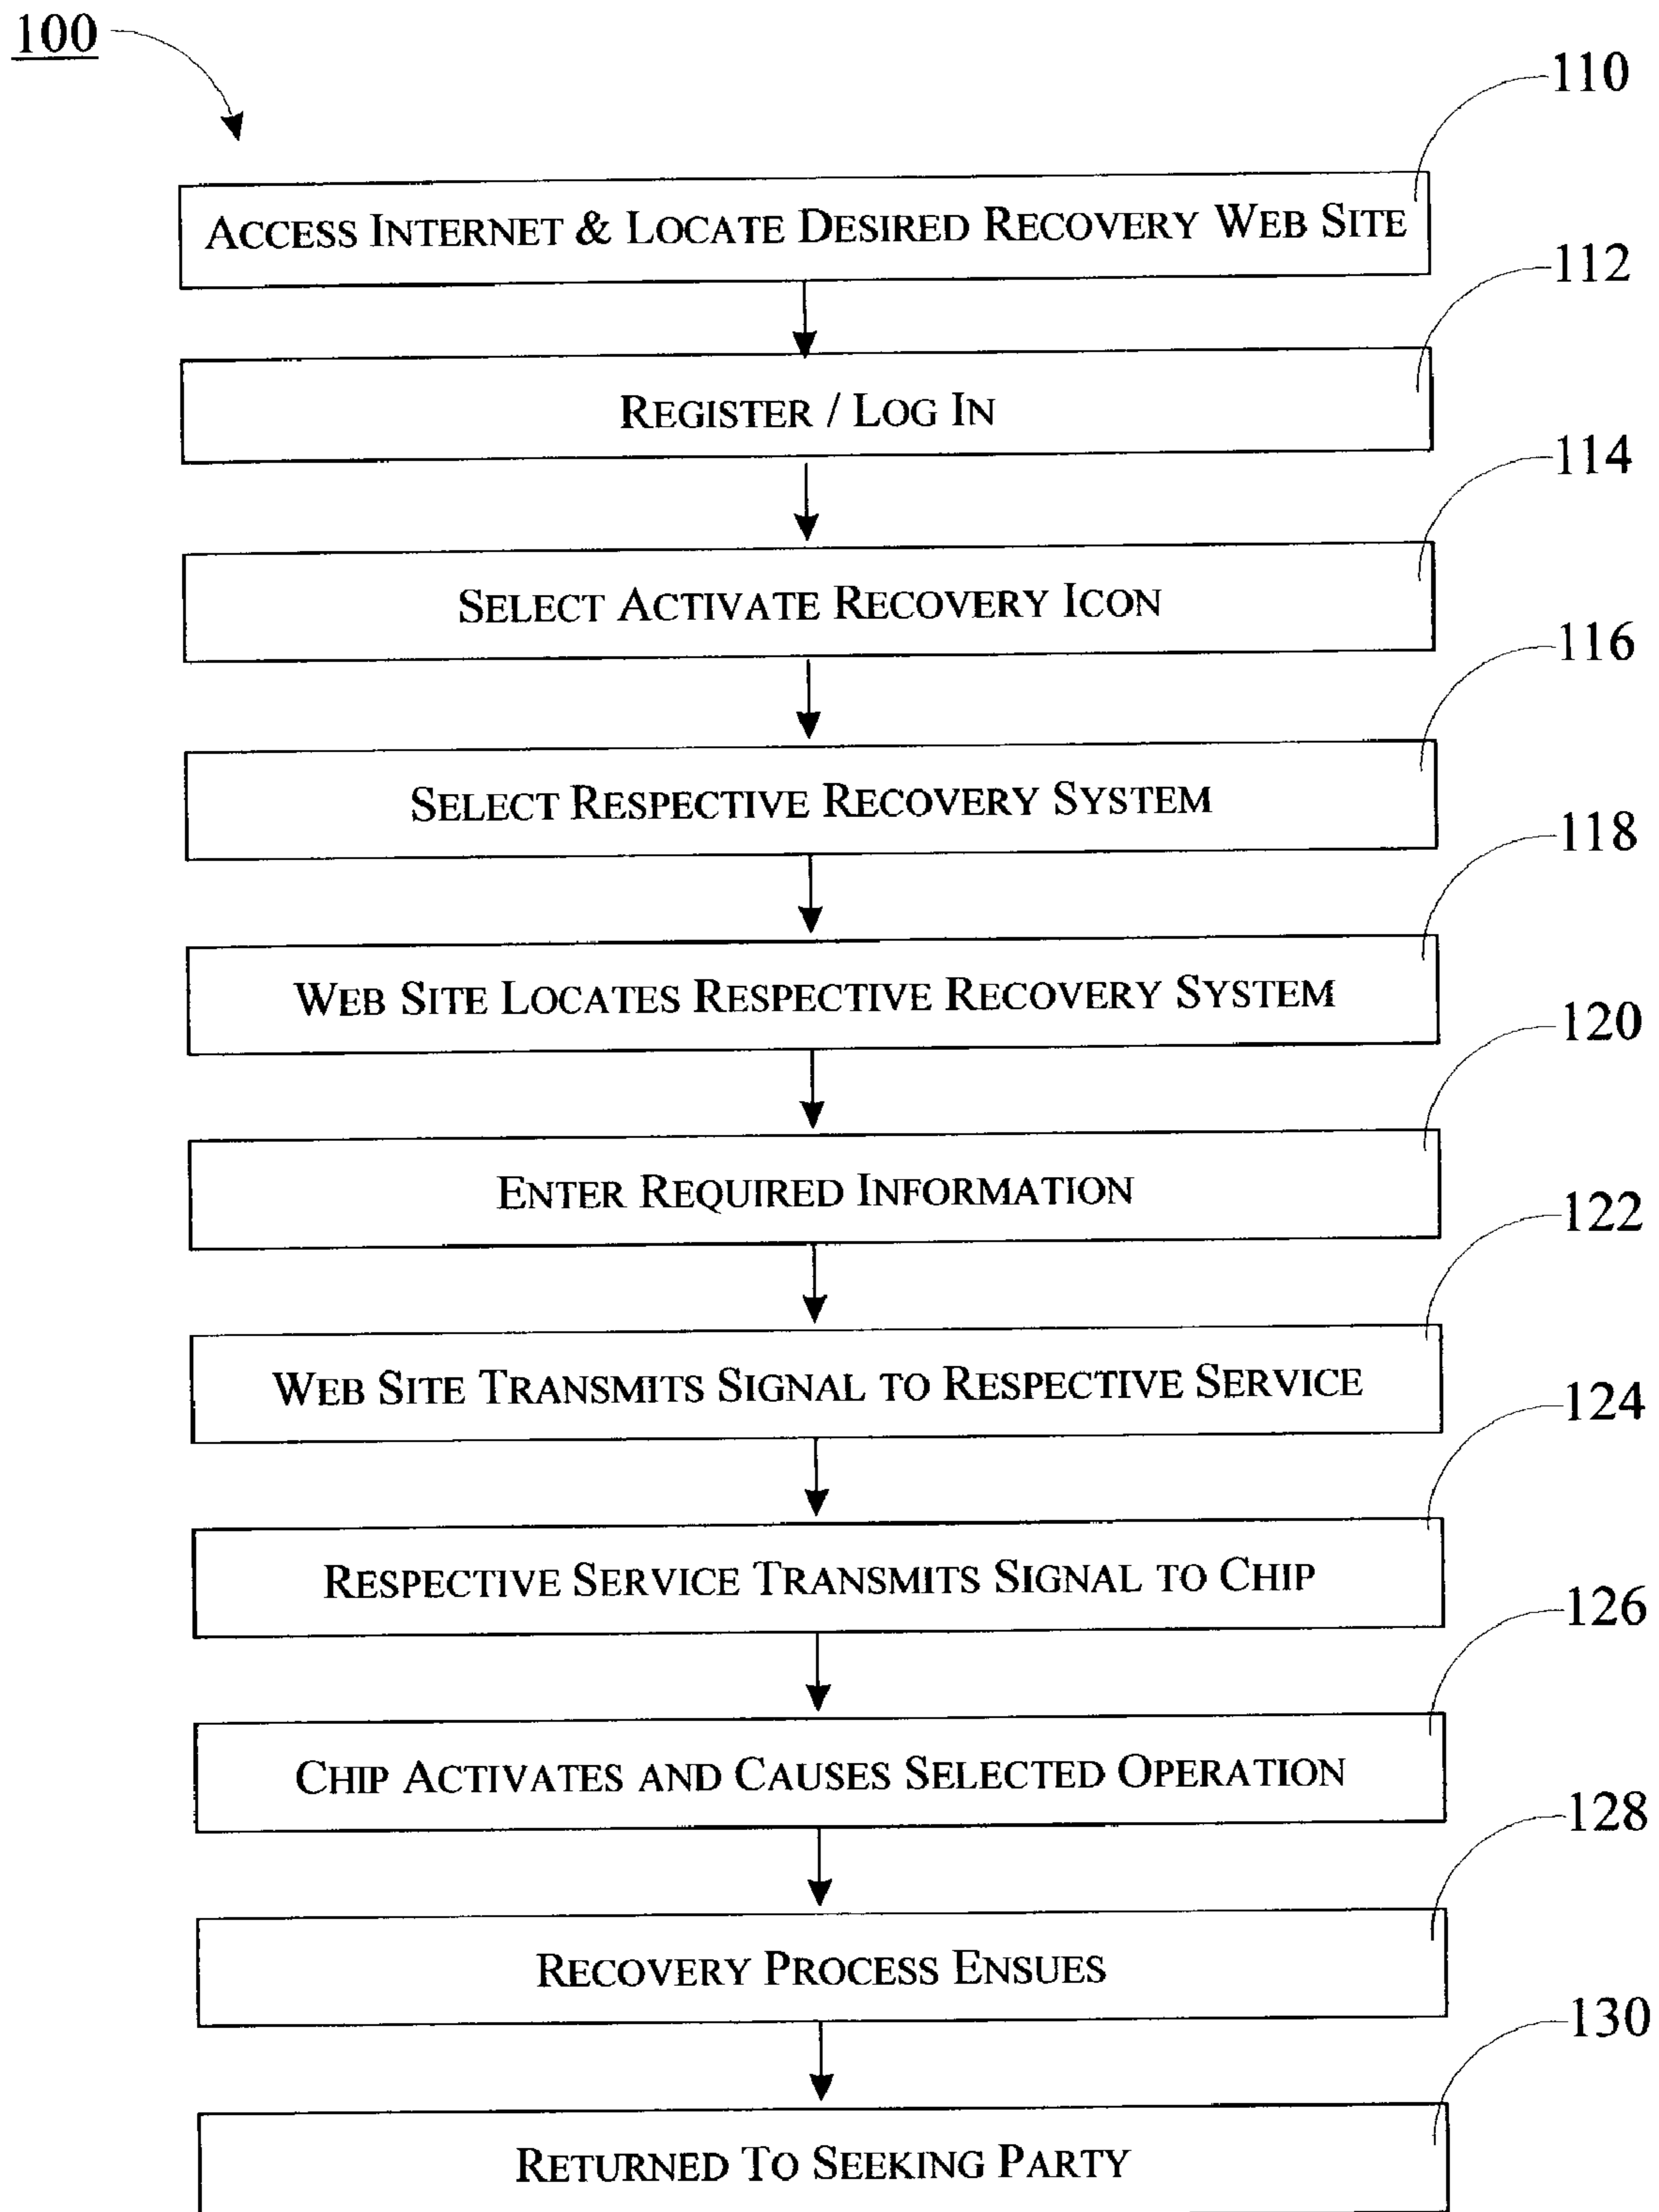 100
110
ACCESS INTERNET & LOCATE DESIRED RECOVERY WEB SITE
112
REGISTER / LOG IN
114
SELECT ACTIVATE RECOVERY ICON
116
SELECT RESPECTIVE RECOVERY SYSTEM
118
WEB SITE LOCATES RESPECTIVE RECOVERY SYSTEM
120
ENTER REQUIRED INFORMATION
122
WEB SITE TRANSMITS SIGNAL TO RESPECTIVE SERVICE
124
RESPECTIVE SERVICE TRANSMITS SIGNAL TO CHIP
126
CHIP ACTIVATES AND CAUSES SELECTED OPERATION
128
RECOVERY PROCESS ENSUES
130
RETURNED TO SEEKING PARTY